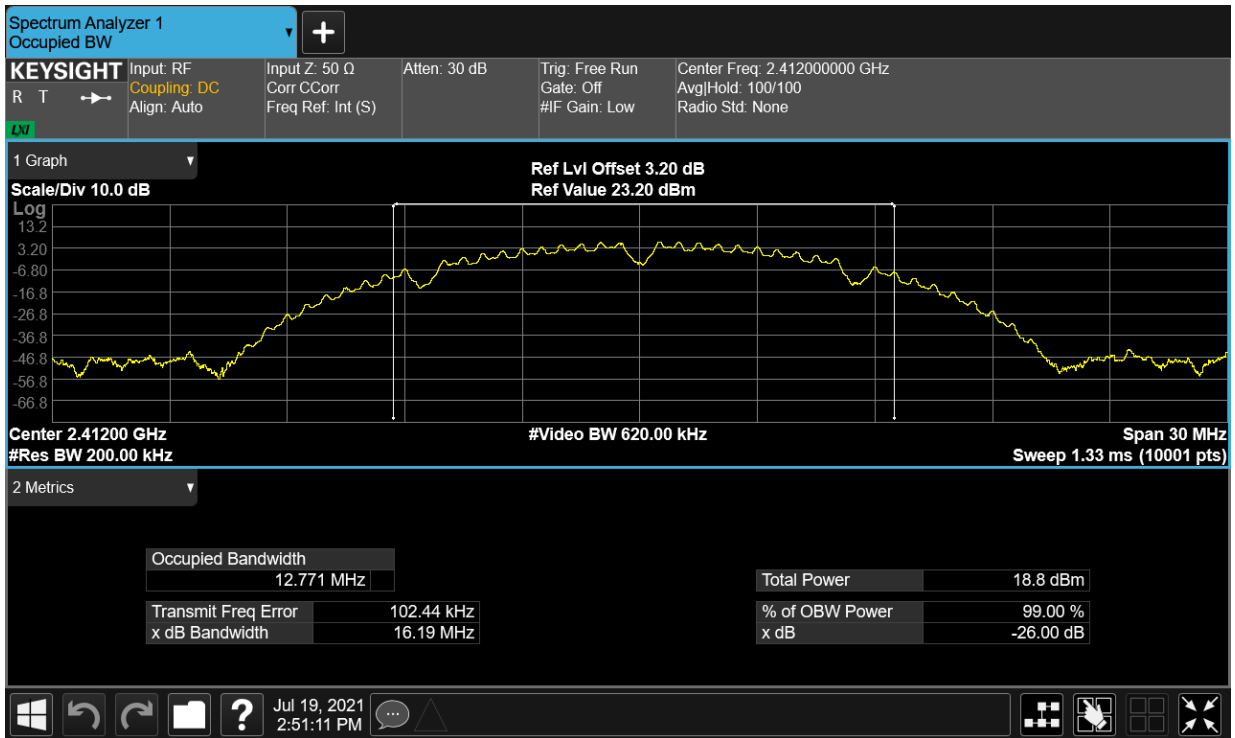 Spectrum Analyzer 1
Occupied BW
KEYSIGHT
R T
LXI
Input: RF
Coupling: DC
Align: Auto
Input Z: 50 Ω
Corr CCorr
Freq Ref: Int (S)
Atten: 30 dB
Trig: Free Run
Gate: Off
#IF Gain: Low
Center Freq: 2.412000000 GHz
Avg|Hold: 100/100
Radio Std: None
1 Graph
Scale/Div 10.0 dB
Ref Lvl Offset 3.20 dB
Ref Value 23.20 dBm
Log
13.2
3.20
-6.80
-16.8
-26.8
-36.8
-46.8
-56.8
-66.8
Center 2.41200 GHz
#Video BW 620.00 kHz
Span 30 MHz
#Res BW 200.00 kHz
Sweep 1.33 ms (10001 pts)
2 Metrics
Occupied Bandwidth
12.771 MHz
Transmit Freq Error 102.44 kHz
x dB Bandwidth 16.19 MHz
Total Power 18.8 dBm
% of OBW Power 99.00 %
x dB -26.00 dB
?
Jul 19, 2021
2:51:11 PM